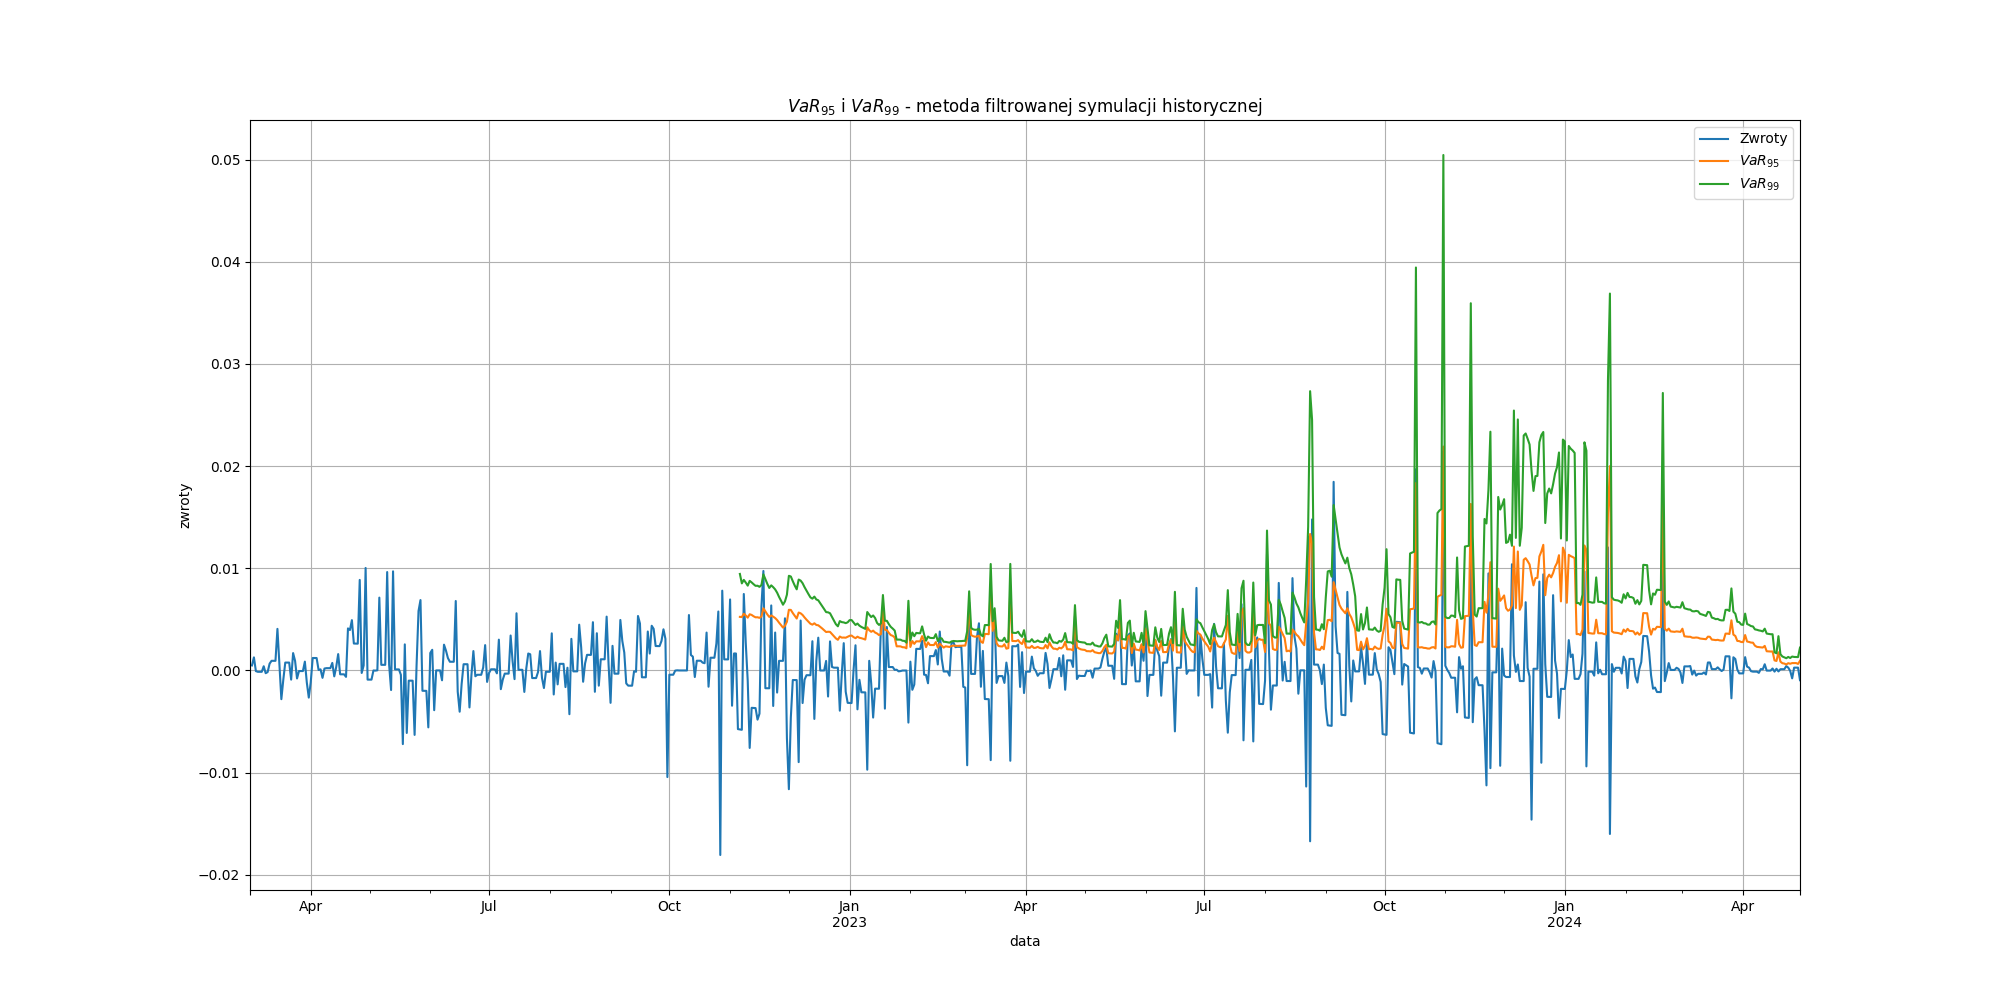 VaR₉₅ i VaR₉₉ - metoda filtrowanej symulacji historycznej
Zwroty
VaR₉₅
VaR₉₉
zwroty
0.05
0.04
0.03
0.02
0.01
0.00
−0.01
−0.02
Apr Jul Oct Jan Apr Jul Oct Jan Apr
2023 2024
data